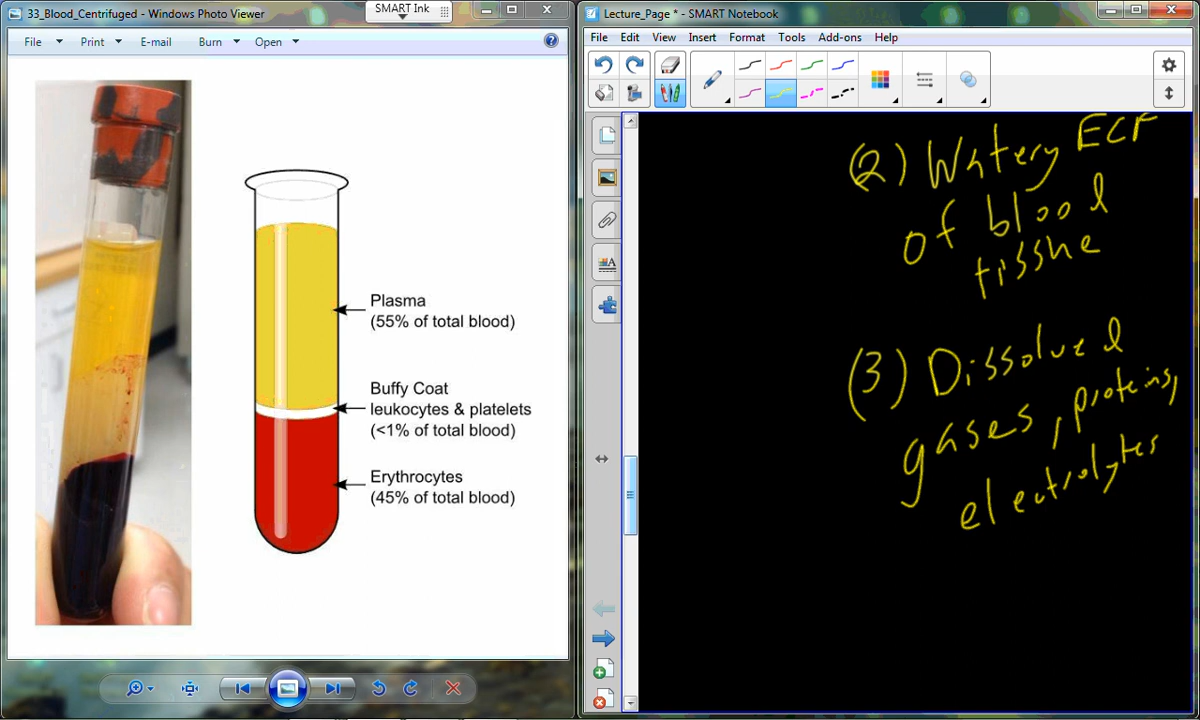 33_Blood_Centrifuged - Windows Photo Viewer
SMART Ink
File Print E-mail Burn Open
Plasma
(55% of total blood)
Buffy Coat
leukocytes & platelets
(<1% of total blood)
Erythrocytes
(45% of total blood)
Lecture_Page * - SMART Notebook
File Edit View Insert Format Tools Add-ons Help
(2) Watery ECF
of blood
tissue
(3) Dissolved
gases, proteins,
electrolytes